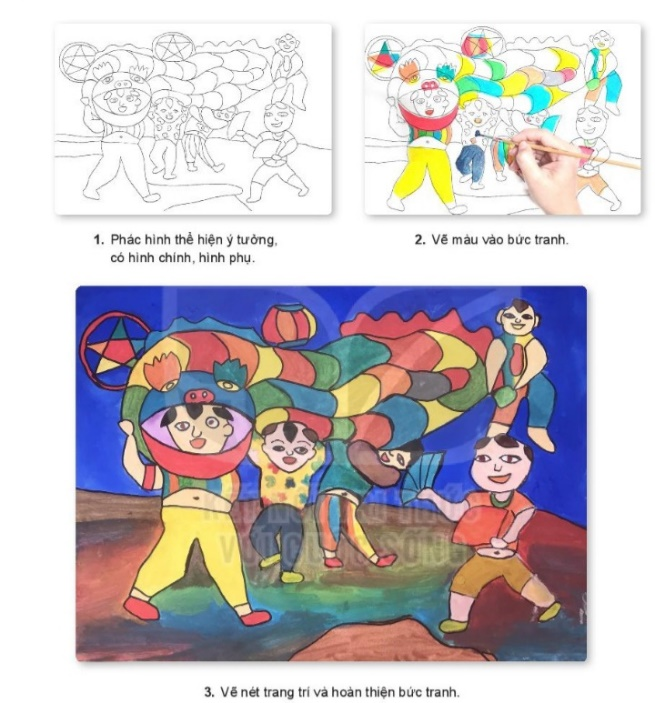 1. Phác hình thể hiện ý tưởng,
có hình chính, hình phụ.
2. Vẽ màu vào bức tranh.
3. Vẽ nét trang trí và hoàn thiện bức tranh.